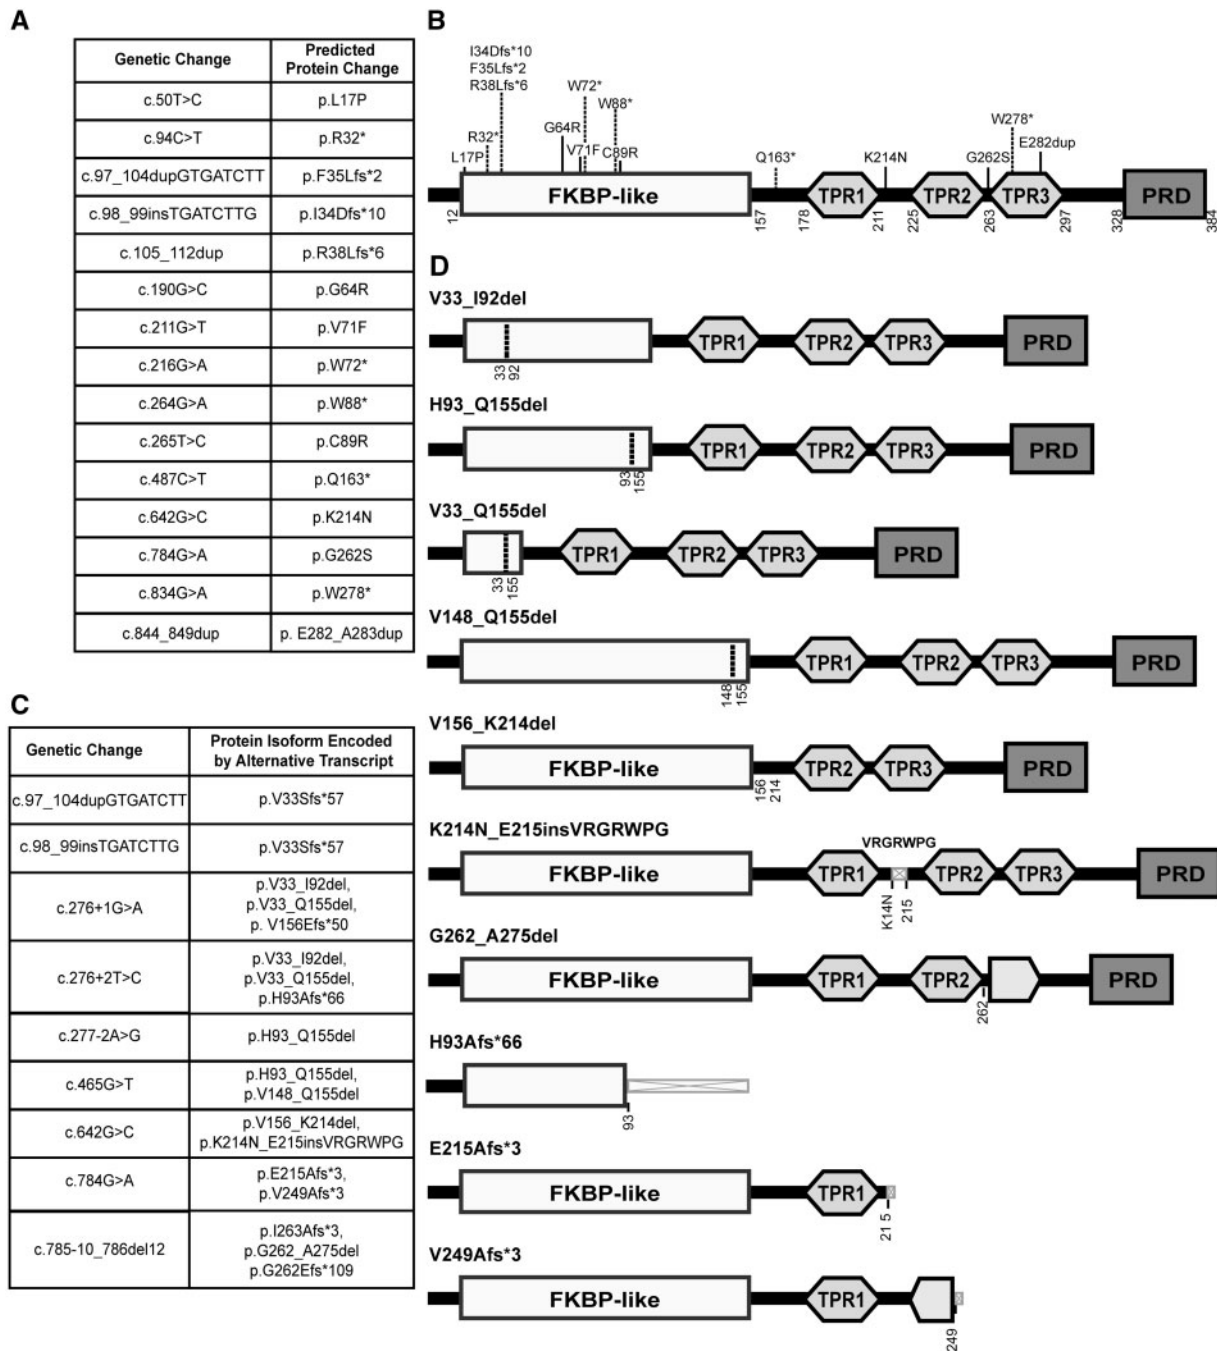 A
Genetic Change Predicted
Protein Change
c.50T>C p.L17P
c.94C>T p.R32*
c.97_104dupGTGATCTT p.F35Lfs*2
c.98_99insTGATCTTG p.I34Dfs*10
c.105_112dup p.R38Lfs*6
c.190G>C p.G64R
c.211G>T p.V71F
c.216G>A p.W72*
c.264G>A p.W88*
c.265T>C p.C89R
c.487C>T p.Q163*
c.642G>C p.K214N
c.784G>A p.G262S
c.834G>A p.W278*
c.844_849dup p. E282_A283dup
B
I34Dfs*10
F35Lfs*2
R38Lfs*6
W72*
W88*
W278*
R32*
G64R
E282dup
L17P
V71F
C89R
Q163*
K214N
G262S
FKBP-like TPR1 TPR2 TPR3 PRD
12 157 178 211 225 263 297 328 384
C
Genetic Change Protein Isoform Encoded
by Alternative Transcript
c.97_104dupGTGATCTT p.V33Sfs*57
c.98_99insTGATCTTG p.V33Sfs*57
c.276+1G>A p.V33_I92del,
p.V33_Q155del,
p. V156Efs*50
c.276+2T>C p.V33_I92del,
p.V33_Q155del,
p.H93Afs*66
c.277-2A>G p.H93_Q155del
c.465G>T p.H93_Q155del,
p.V148_Q155del
c.642G>C p.V156_K214del,
p.K214N_E215insVRGRWPG
c.784G>A p.E215Afs*3,
p.V249Afs*3
c.785-10_786del12 p.I263Afs*3,
p.G262_A275del
p.G262Efs*109
D
V33_I92del
TPR1 TPR2 TPR3 PRD
33 92
H93_Q155del
TPR1 TPR2 TPR3 PRD
93 155
V33_Q155del
TPR1 TPR2 TPR3 PRD
33 155
V148_Q155del
TPR1 TPR2 TPR3 PRD
148 155
V156_K214del
FKBP-like TPR2 TPR3 PRD
156 214
K214N_E215insVRGRWPG
VRGRWPG
FKBP-like TPR1 TPR2 TPR3 PRD
K14N 215
G262_A275del
FKBP-like TPR1 TPR2 PRD
262
H93Afs*66
93
E215Afs*3
FKBP-like TPR1
21 5
V249Afs*3
FKBP-like TPR1
249